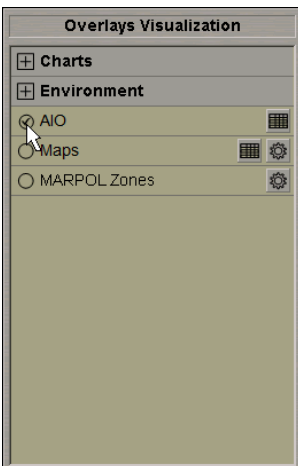 Overlays Visualization
Charts
Environment
AIO
Maps
MARPOL Zones